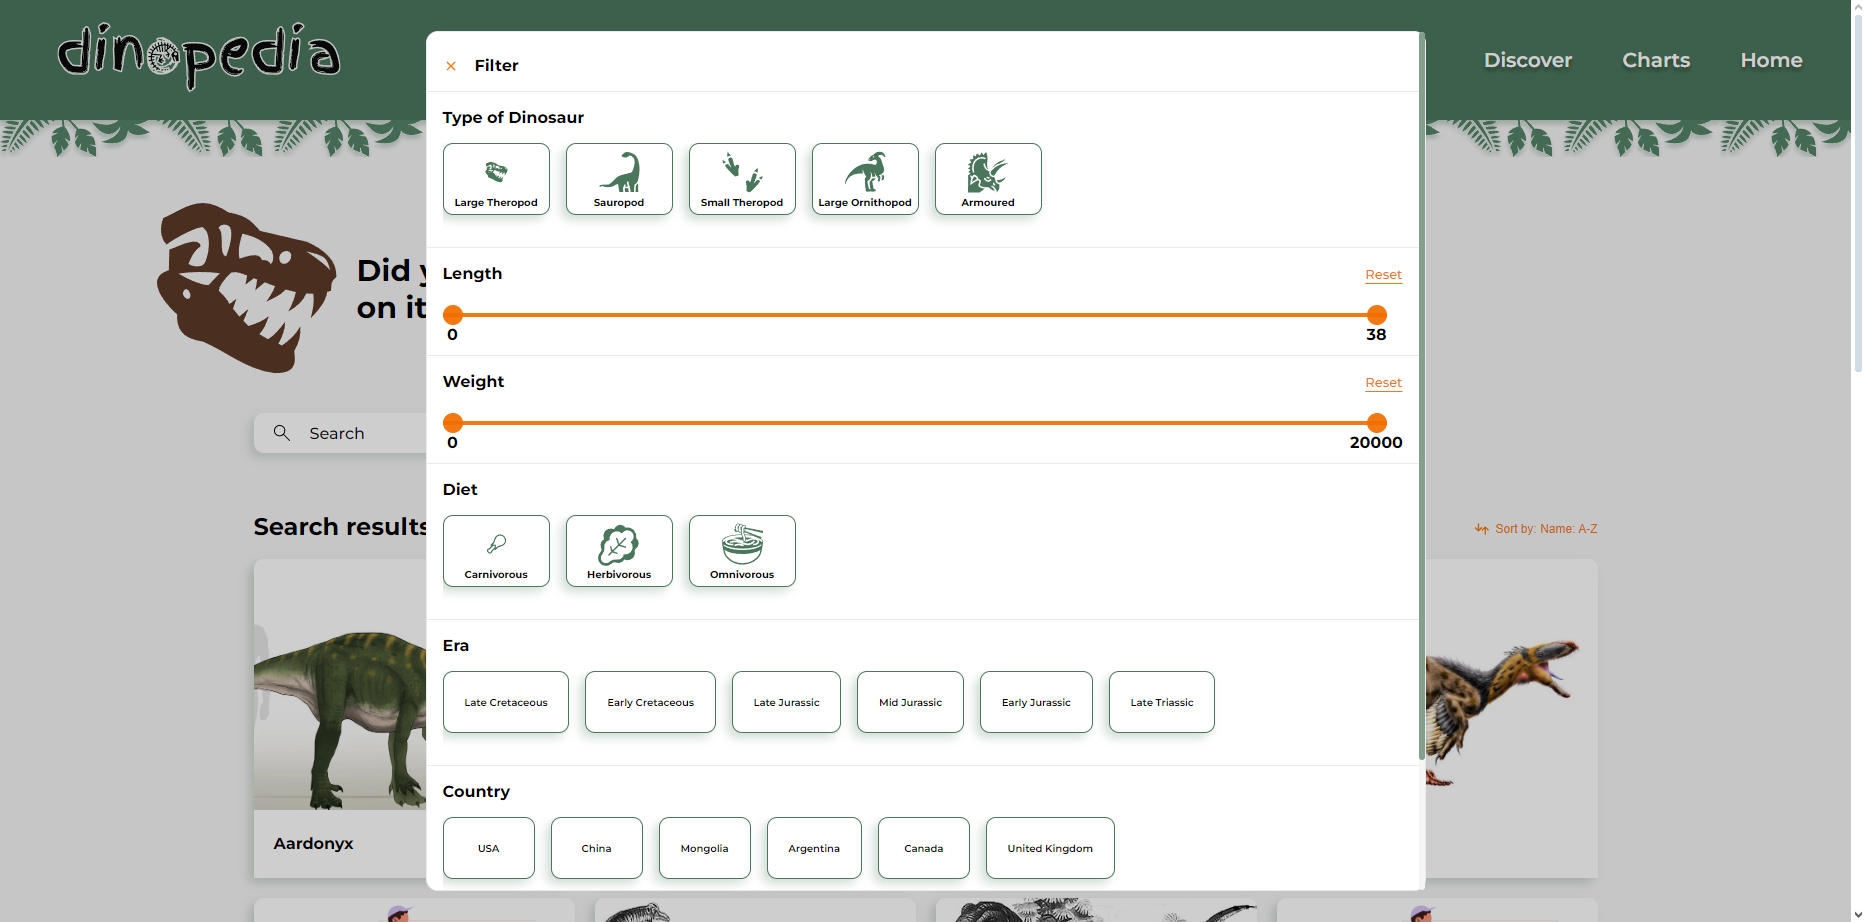 dinopedia
Discover
Charts
Home
Filter
Type of Dinosaur
Large Theropod
Sauropod
Small Theropod
Large Ornithopod
Armoured
Length
Reset
0
38
Weight
Reset
0
20000
Diet
Carnivorous
Herbivorous
Omnivorous
Era
Late Cretaceous
Early Cretaceous
Late Jurassic
Mid Jurassic
Early Jurassic
Late Triassic
Country
USA
China
Mongolia
Argentina
Canada
United Kingdom
Did
on it
Search
Search results
Sort by: Name: A-Z
Aardonyx